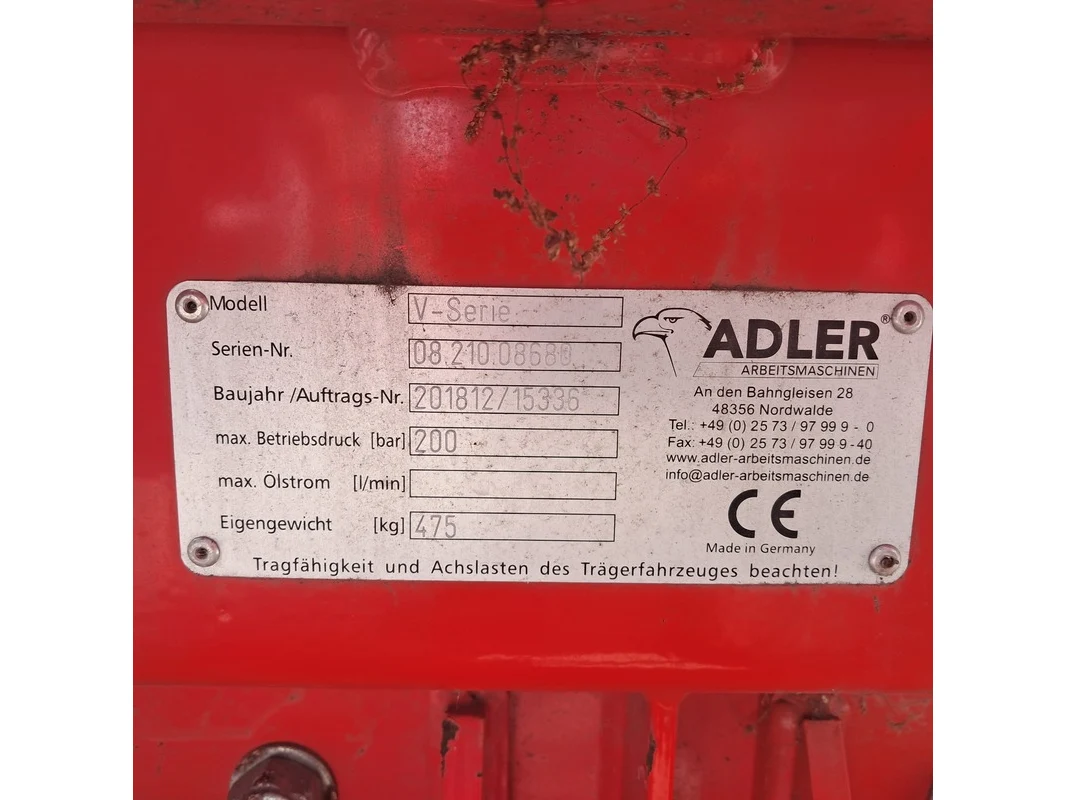 Modell V-Serie
Serien-Nr.
Baujahr /Auftrags-Nr. 201812/15336
max. Betriebsdruck [bar] 200
max. Ölstrom [l/min]
Eigengewicht [kg] 475
Tragfähigkeit und Achslasten des Trägerfahrzeuges beachten!
ADLER®
ARBEITSMASCHINEN
An den Bahngleisen 28
48356 Nordwalde
Tel.: +49 (0) 25 73 / 97 99 9 - 0
Fax: +49 (0) 25 73 / 97 99 9 - 40
www.adler-arbeitsmaschinen.de
info@adler-arbeitsmaschinen.de
CE
Made in Germany